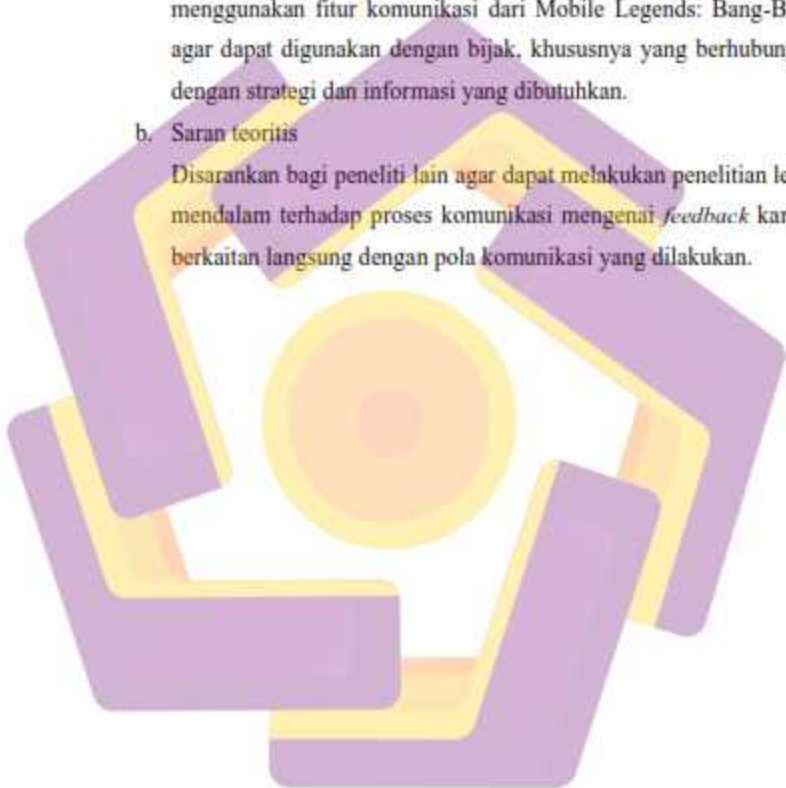 menggunakan fitur komunikasi dari Mobile Legends: Bang-B
agar dapat digunakan dengan bijak, khususnya yang berhubung
dengan strategi dan informasi yang dibutuhkan.
b. Saran teoritis
Disarankan bagi peneliti lain agar dapat melakukan penelitian le
mendalam terhadap proses komunikasi mengenai feedback kar
berkaitan langsung dengan pola komunikasi yang dilakukan.